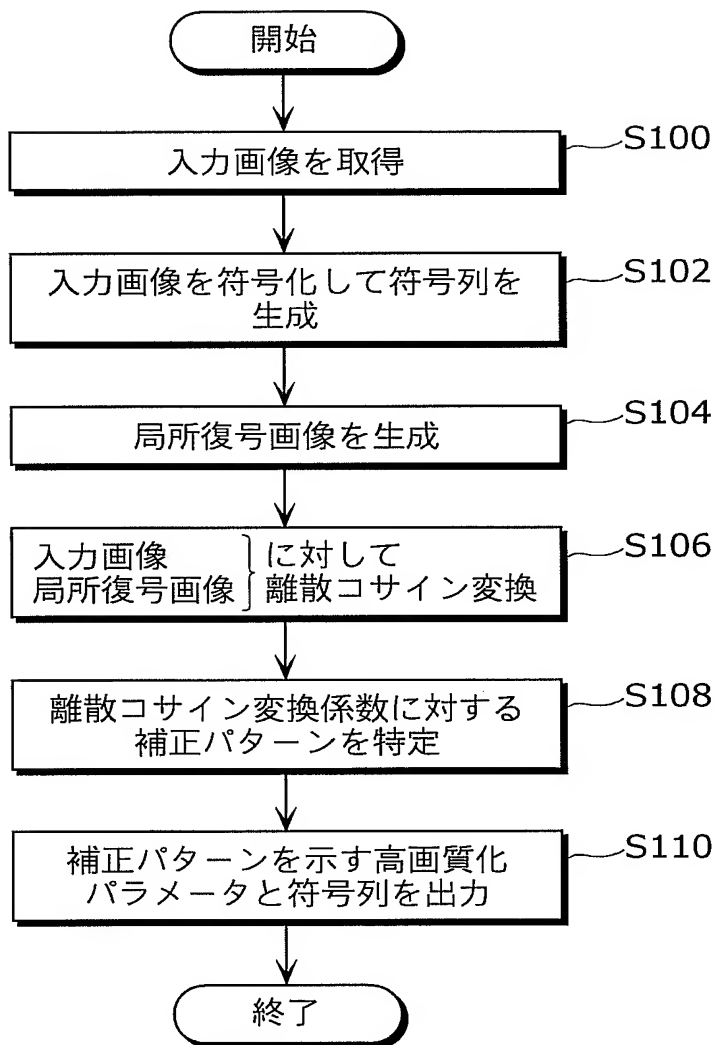 開始
入力画像を取得
S100
入力画像を符号化して符号列を
生成
S102
局所復号画像を生成
S104
入力画像
局所復号画像
に対して
離散コサイン変換
S106
離散コサイン変換係数に対する
補正パターンを特定
S108
補正パターンを示す高画質化
パラメータと符号列を出力
S110
終了